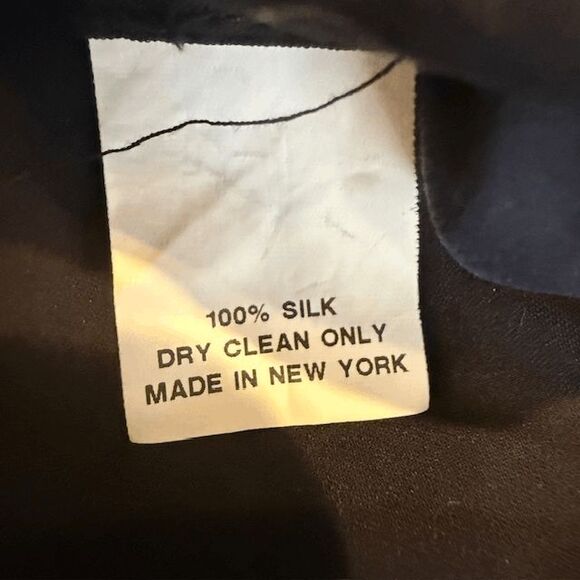 100% SILK
DRY CLEAN ONLY
MADE IN NEW YORK